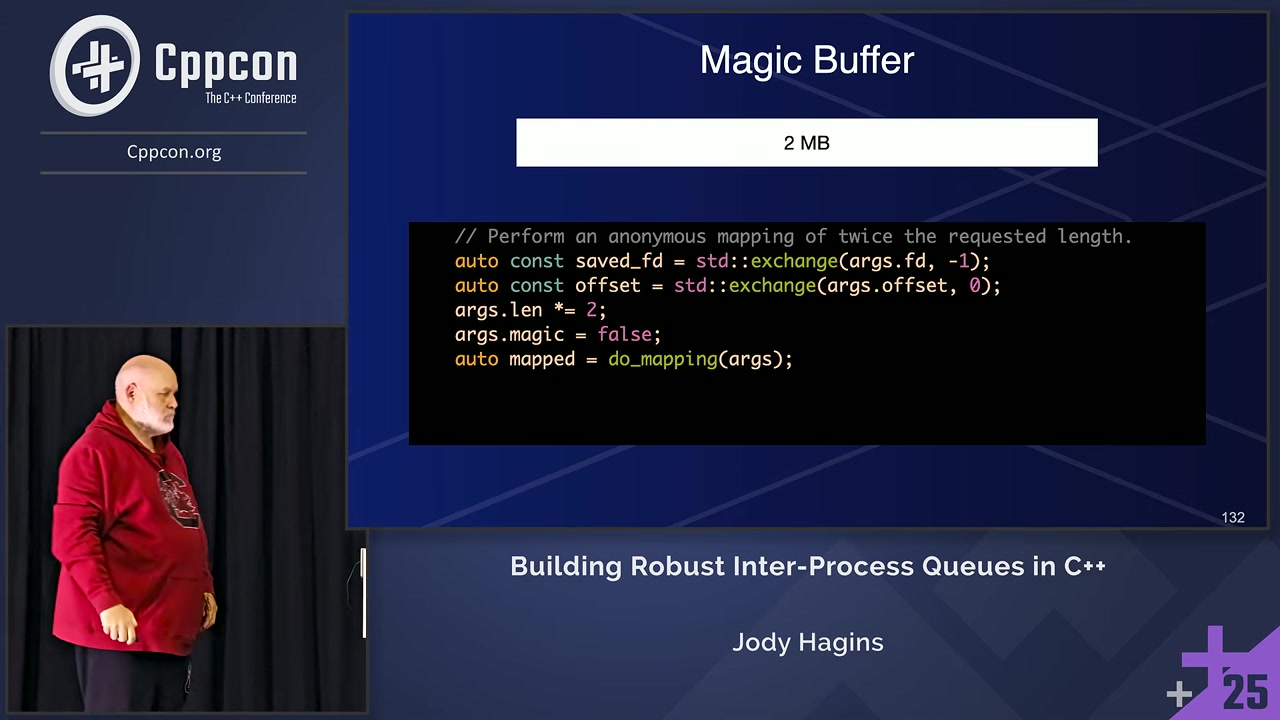 Cppcon
The C++ Conference
Cppcon.org
Magic Buffer
2 MB
// Perform an anonymous mapping of twice the requested length.
auto const saved_fd = std::exchange(args.fd, -1);
auto const offset = std::exchange(args.offset, 0);
args.len *= 2;
args.magic = false;
auto mapped = do_mapping(args);
132
Building Robust Inter-Process Queues in C++
Jody Hagins
25